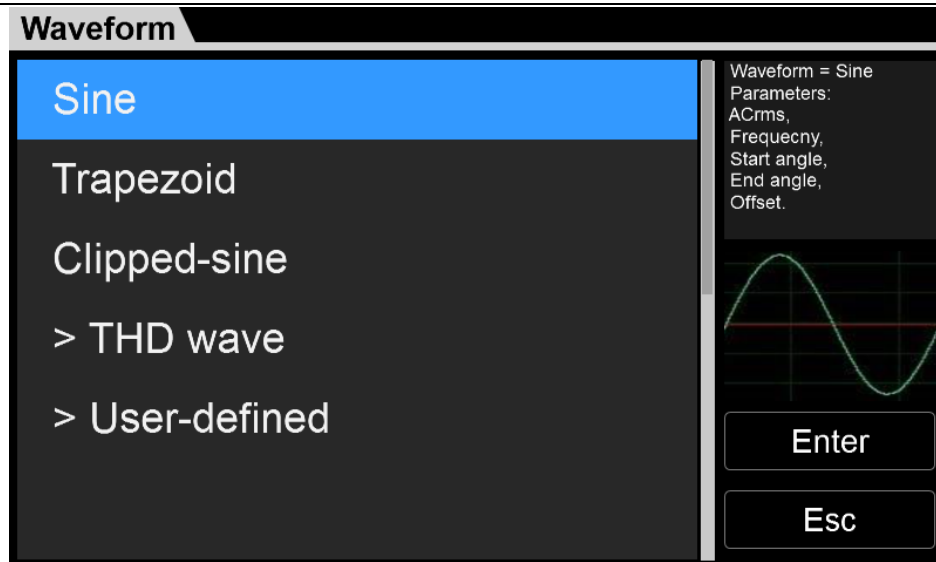 Waveform
Sine
Trapezoid
Clipped-sine
> THD wave
> User-defined
Waveform = Sine
Parameters:
ACrms,
Frequecny,
Start angle,
End angle,
Offset.
Enter
Esc